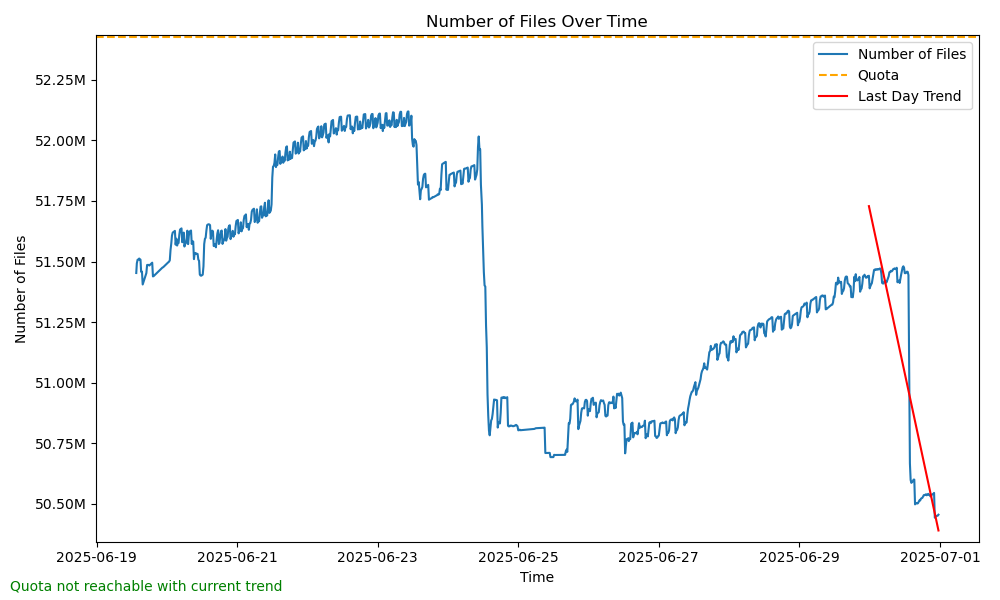 Number of Files Over Time
Number of Files
Quota
Last Day Trend
52.25M
52.00M
51.75M
51.50M
51.25M
51.00M
50.75M
50.50M
Number of Files
2025-06-19
2025-06-21
2025-06-23
2025-06-25
2025-06-27
2025-06-29
2025-07-01
Time
Quota not reachable with current trend